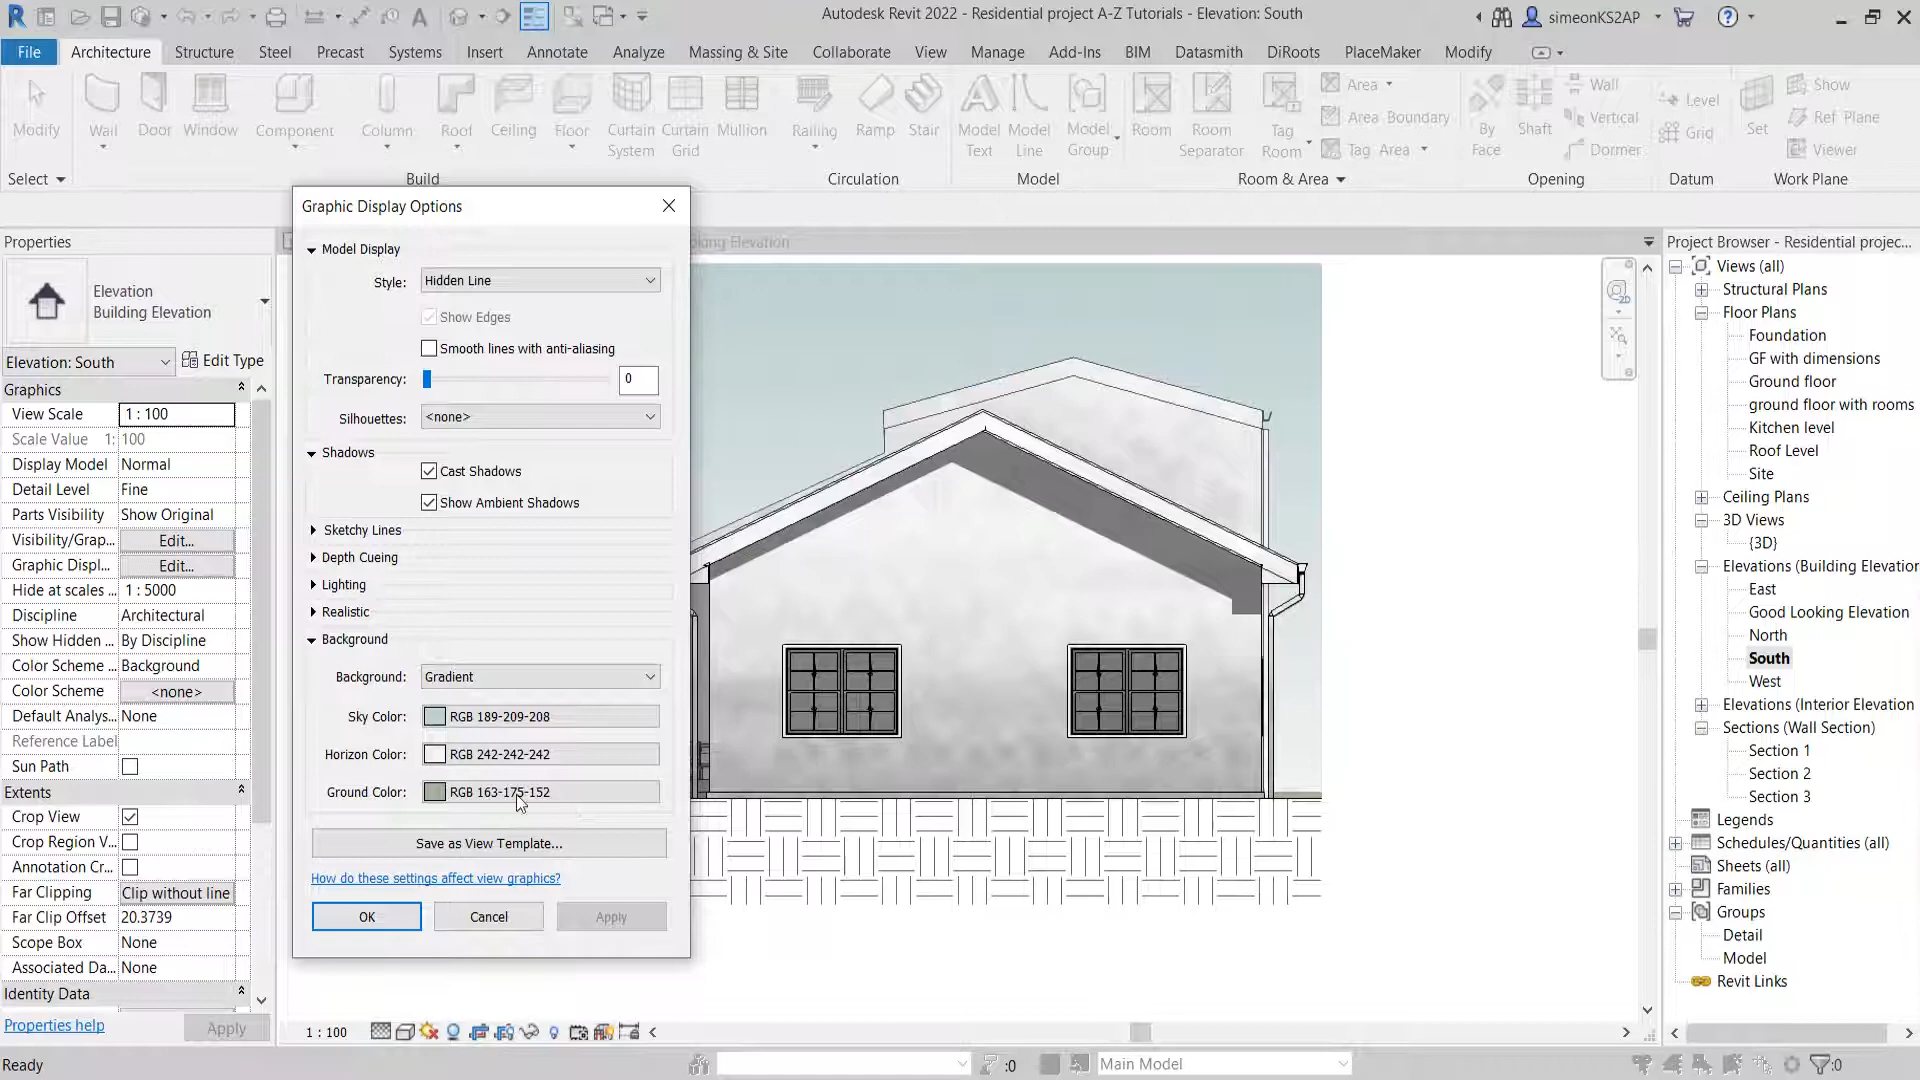 Autodesk Revit 2022 - Residential project A-Z Tutorials - Elevation: South
simeonKS2AP
File Architecture Structure Steel Precast Systems Insert Annotate Analyze Massing & Site Collaborate View Manage Add-Ins BIM Datasmith DiRoots PlaceMaker Modify
Modify Wall Door Window Component Column Roof Ceiling Floor Curtain System Curtain Grid Mullion Railing Ramp Stair Model Text Model Line Model Group Room Room Separator Tag Room Area Area Boundary Tag Area By Face Shaft Wall Vertical Dormer Level Grid Set Show Ref Plane Viewer
Select Build Circulation Model Room & Area Opening Datum Work Plane
Properties
Elevation
Building Elevation
Elevation: South Edit Type
Graphics
View Scale 1 : 100
Scale Value 1: 100
Display Model Normal
Detail Level Fine
Parts Visibility Show Original
Visibility/Grap... Edit...
Graphic Displ... Edit...
Hide at scales ... 1 : 5000
Discipline Architectural
Show Hidden ... By Discipline
Color Scheme ... Background
Color Scheme <none>
Default Analys... None
Reference Label
Sun Path
Extents
Crop View
Crop Region V...
Annotation Cr...
Far Clipping Clip without line
Far Clip Offset 20.3739
Scope Box None
Associated Da... None
Identity Data
Properties help Apply
Graphic Display Options
Model Display
Style: Hidden Line
Show Edges
Smooth lines with anti-aliasing
Transparency: 0
Silhouettes: <none>
Shadows
Cast Shadows
Show Ambient Shadows
Sketchy Lines
Depth Cueing
Lighting
Realistic
Background
Background: Gradient
Sky Color: RGB 189-209-208
Horizon Color: RGB 242-242-242
Ground Color: RGB 163-175-152
Save as View Template...
How do these settings affect view graphics?
OK Cancel Apply
oking Elevation
2D
Project Browser - Residential projec...
Views (all)
Structural Plans
Floor Plans
Foundation
GF with dimensions
Ground floor
ground floor with rooms
Kitchen level
Roof Level
Site
Ceiling Plans
3D Views
{3D}
Elevations (Building Elevation
East
Good Looking Elevation
North
South
West
Elevations (Interior Elevation
Sections (Wall Section)
Section 1
Section 2
Section 3
Legends
Schedules/Quantities (all)
Sheets (all)
Families
Groups
Detail
Model
Revit Links
1 : 100
Ready :0 Main Model :0